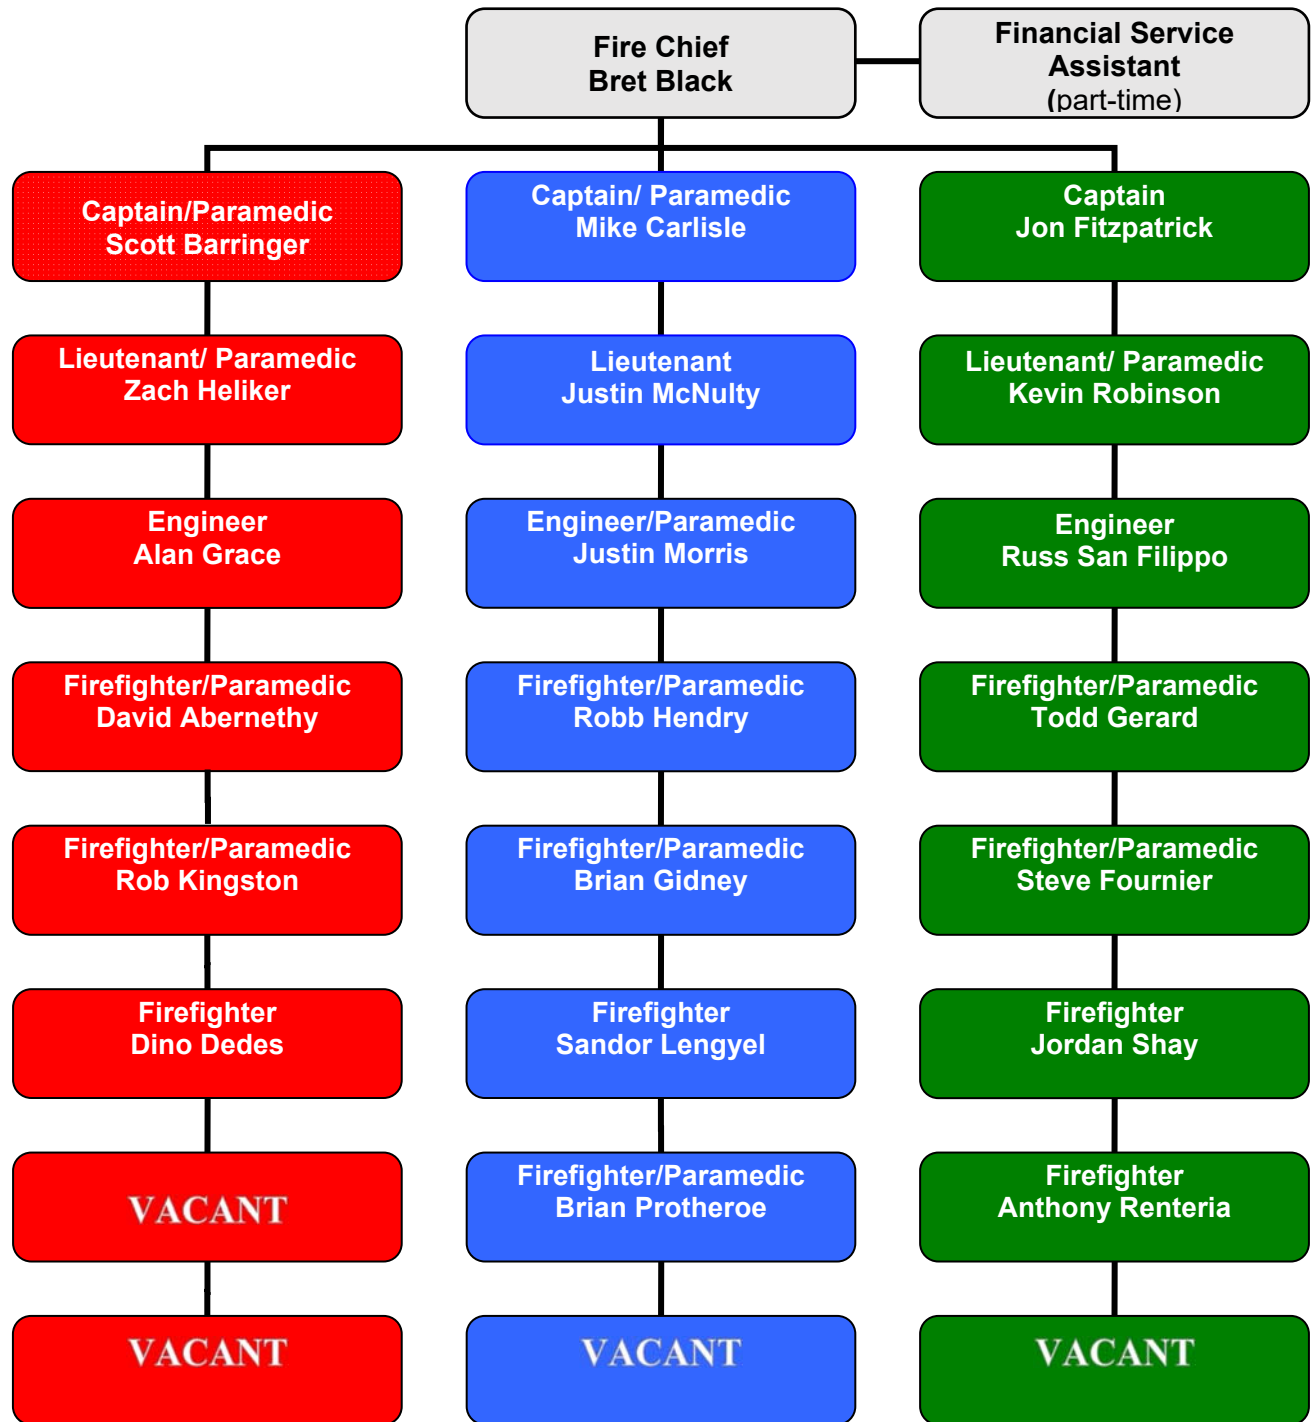 Fire Chief
Bret Black
Financial Service
Assistant
(part-time)
Captain/Paramedic
Scott Barringer
Captain/ Paramedic
Mike Carlisle
Captain
Jon Fitzpatrick
Lieutenant/ Paramedic
Zach Heliker
Lieutenant
Justin McNulty
Lieutenant/ Paramedic
Kevin Robinson
Engineer
Alan Grace
Engineer/Paramedic
Justin Morris
Engineer
Russ San Filippo
Firefighter/Paramedic
David Abernethy
Firefighter/Paramedic
Robb Hendry
Firefighter/Paramedic
Todd Gerard
Firefighter/Paramedic
Rob Kingston
Firefighter/Paramedic
Brian Gidney
Firefighter/Paramedic
Steve Fournier
Firefighter
Dino Dedes
Firefighter
Sandor Lengyel
Firefighter
Jordan Shay
VACANT
Firefighter/Paramedic
Brian Protheroe
Firefighter
Anthony Renteria
VACANT
VACANT
VACANT